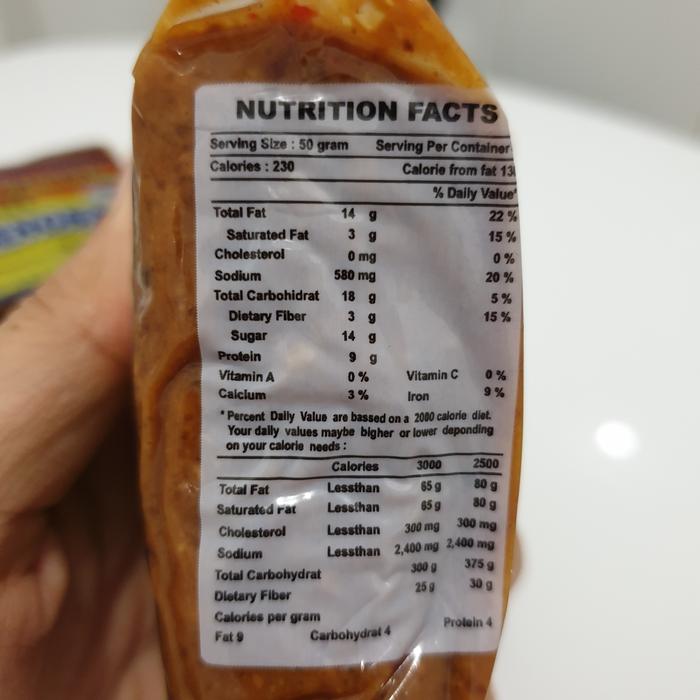 NUTRITION FACTS
Serving Size : 50 gram Serving Per Container
Calories : 230 Calorie from fat
% Daily Value*
Total Fat 14 g 22 %
Saturated Fat 3 g 15 %
Cholesterol 0 mg 0 %
Sodium 580 mg 20 %
Total Carbohidrat 18 g 5 %
Dietary Fiber 3 g 15 %
Sugar 14 g
Protein 9 g
Vitamin A 0 % Vitamin C 0 %
Calcium 3 % Iron 9 %
*Percent Daily Value are bassed on a 2000 calorie diet.
Your daily values maybe bigher or lower deponding
on your calorie needs :
Calories 3000 2500
Total Fat Lessthan 65 g 80 g
Saturated Fat Lessthan 65 g 80 g
Cholesterol Lessthan 300 mg 300 mg
Sodium Lessthan 2,400 mg 2,400 mg
Total Carbohydrat 300 g 375 g
Dietary Fiber 25 g 30 g
Calories per gram
Fat 9 Carbohydrat 4 Protein 4